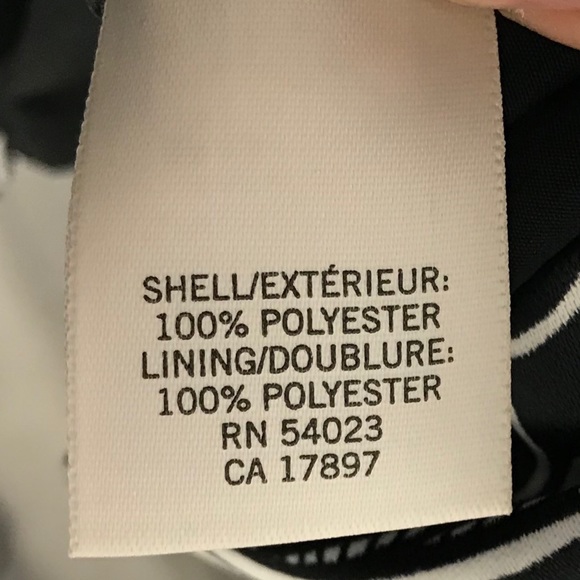 SHELL/EXTÉRIEUR:
100% POLYESTER
LINING/DOUBLURE:
100% POLYESTER
RN 54023
CA 17897